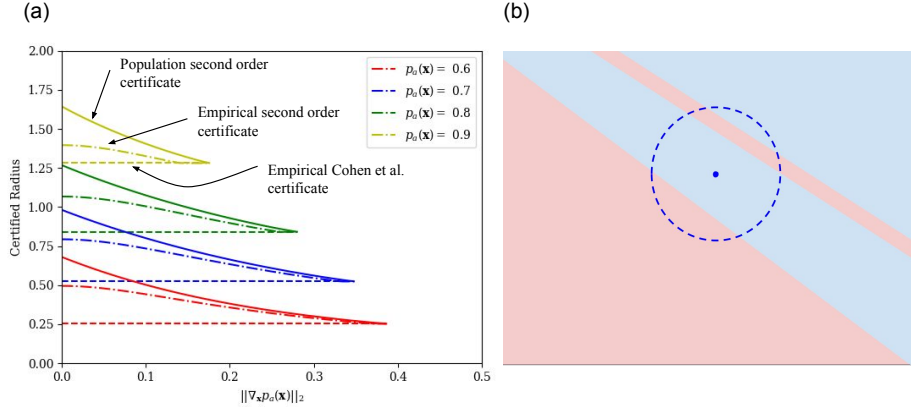 (a)
(b)
2.00
1.75
1.50
1.25
1.00
0.75
0.50
0.25
0.00
Certified Radius
Population second order
certificate
Empirical second order
certificate
Empirical Cohen et al.
certificate
pₐ(𝐱) = 0.6
pₐ(𝐱) = 0.7
pₐ(𝐱) = 0.8
pₐ(𝐱) = 0.9
0.0 0.1 0.2 0.3 0.4 0.5
||∇ₓpₐ(𝐱)||₂